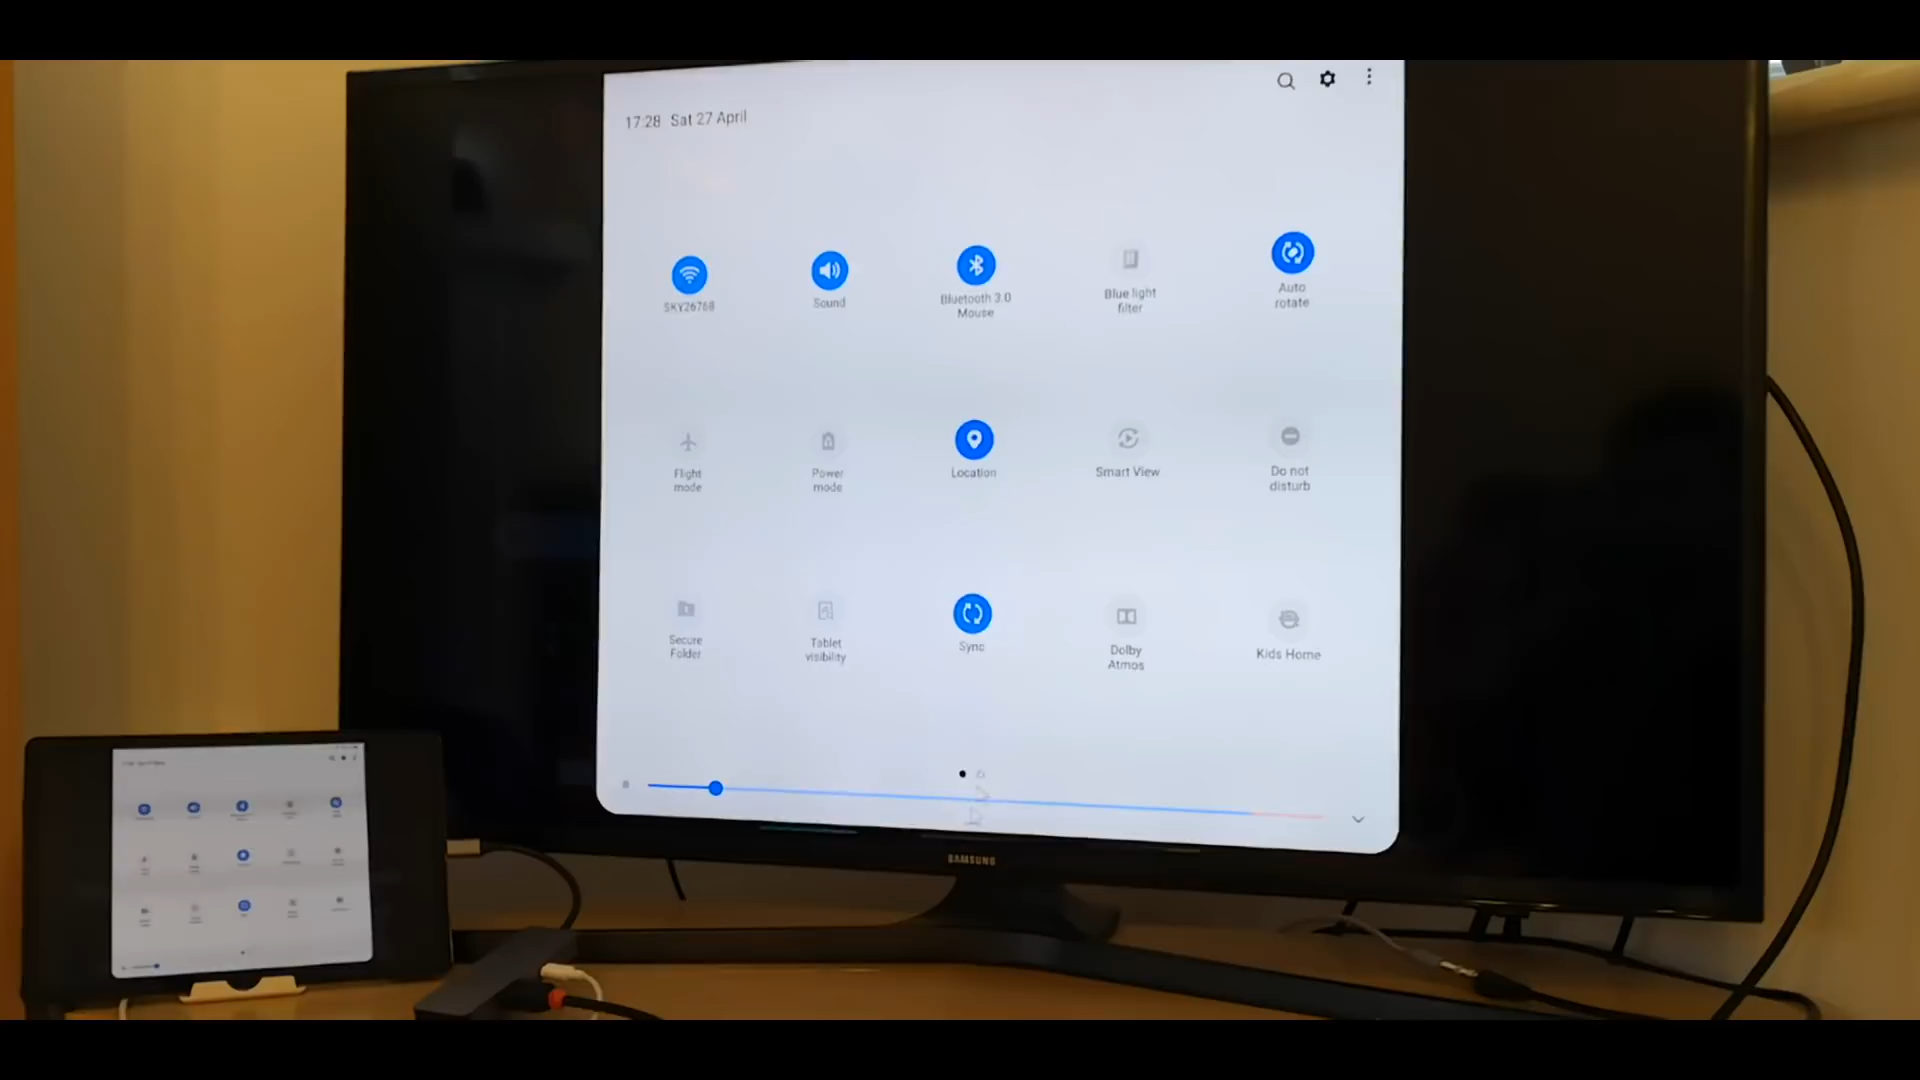 17:28 Sat 27 April
SKY26768
Sound
Bluetooth 3.0
Mouse
Blue light
filter
Auto
rotate
Flight
mode
Power
mode
Location
Smart View
Do not
disturb
Secure
Folder
Tablet
visibility
Sync
Dolby
Atmos
Kids Home
SAMSUNG